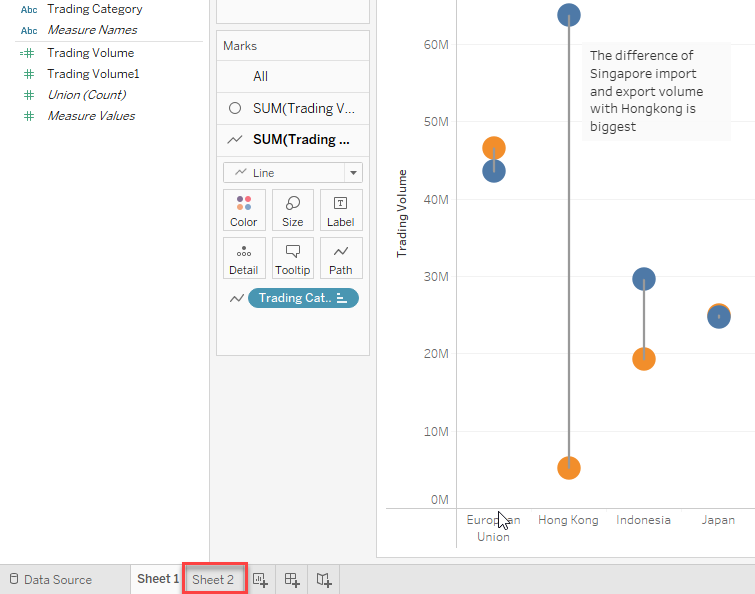 Abc Trading Category
Abc Measure Names
=# Trading Volume
# Trading Volume1
# Union (Count)
# Measure Values
Marks
All
SUM(Trading V...
SUM(Trading ...
Line
Color Size Label
Detail Tooltip Path
Trading Cat..
Trading Volume
60M
50M
40M
30M
20M
10M
0M
The difference of
Singapore import
and export volume
with Hongkong is
biggest
European
Union
Hong Kong
Indonesia
Japan
Data Source Sheet 1 Sheet 2